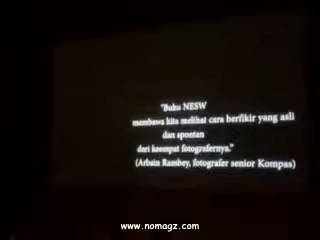 "Buku NESW
membawa kita melihat cara berfikir yang asli
dan spontan
dari keempat fotografernya."
(Arbain Rambey, fotografer senior Kompas)
www.nomagz.com